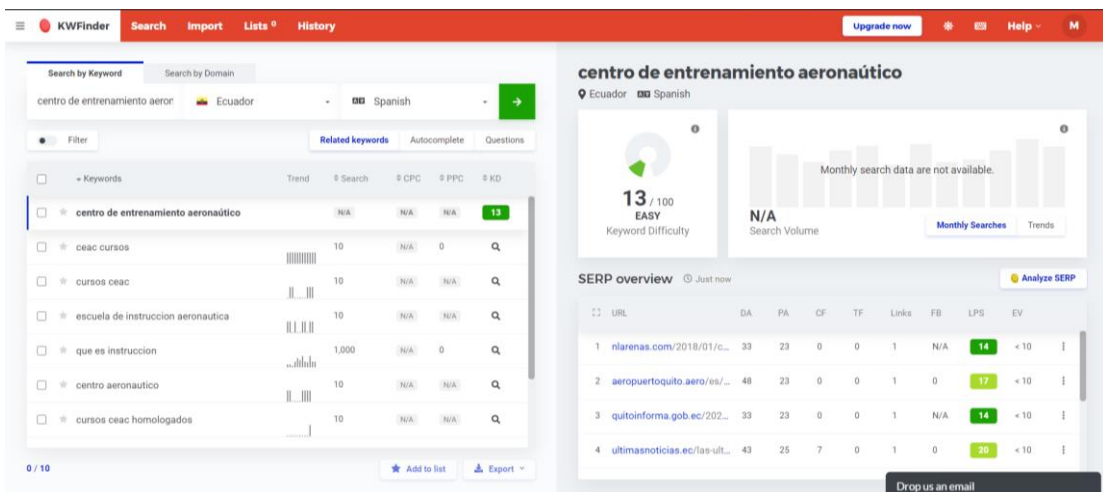 KWFinder Search Import Lists 0 History Upgrade now Help M
Search by Keyword Search by Domain
centro de entrenamiento aeron Ecuador Spanish
Filter Related keywords Autocomplete Questions
Keywords Trend Search CPC PPC KD
centro de entrenamiento aeronaútico N/A N/A N/A 13
ceac cursos 10 N/A 0
cursos ceac 10 N/A N/A
escuela de instruccion aeronautica 10 N/A N/A
que es instruccion 1,000 N/A 0
centro aeronautico 10 N/A N/A
cursos ceac homologados 10 N/A N/A
0 / 10 Add to list Export
centro de entrenamiento aeronaútico
Ecuador Spanish
13 / 100
EASY
Keyword Difficulty
Monthly search data are not available.
N/A
Search Volume
Monthly Searches Trends
SERP overview Just now Analyze SERP
URL DA PA CF TF Links FB LPS EV
1 nlarenas.com/2018/01/c... 33 23 0 0 1 N/A 14 < 10
2 aeropuertoquito.aero/es/... 48 23 0 0 1 0 17 < 10
3 quitoinforma.gob.ec/202... 33 23 0 0 1 N/A 14 < 10
4 ultimasnoticias.ec/las-ult... 43 25 7 0 1 0 20 < 10
Drop us an email